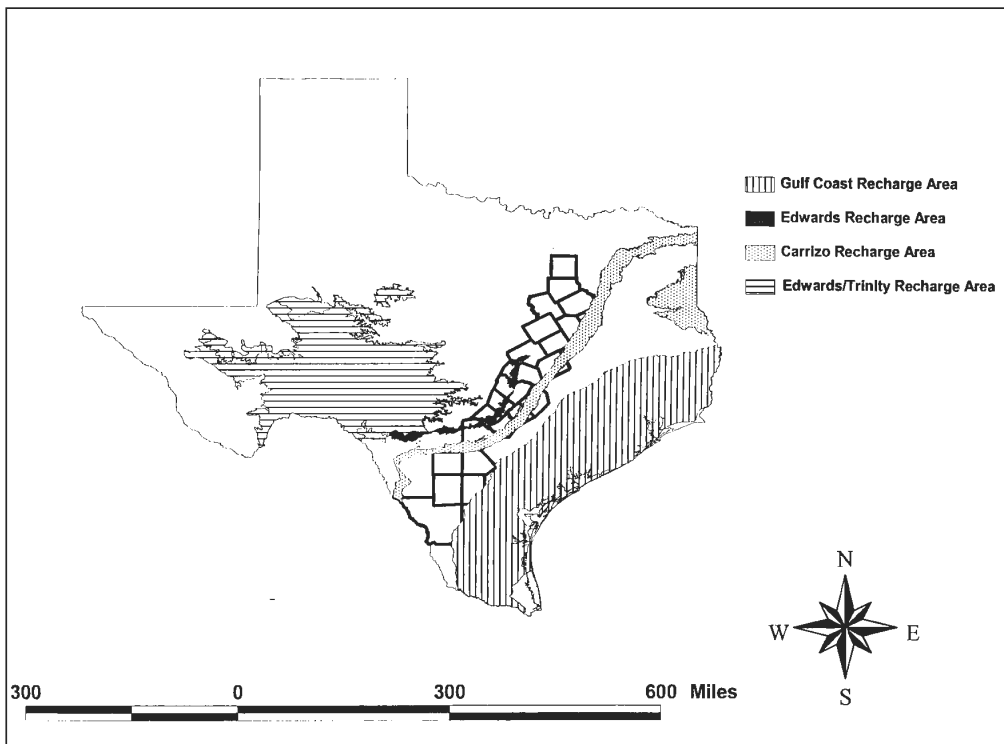 Gulf Coast Recharge Area
Edwards Recharge Area
Carrizo Recharge Area
Edwards/Trinity Recharge Area
N
W E
S
300 0 300 600 Miles